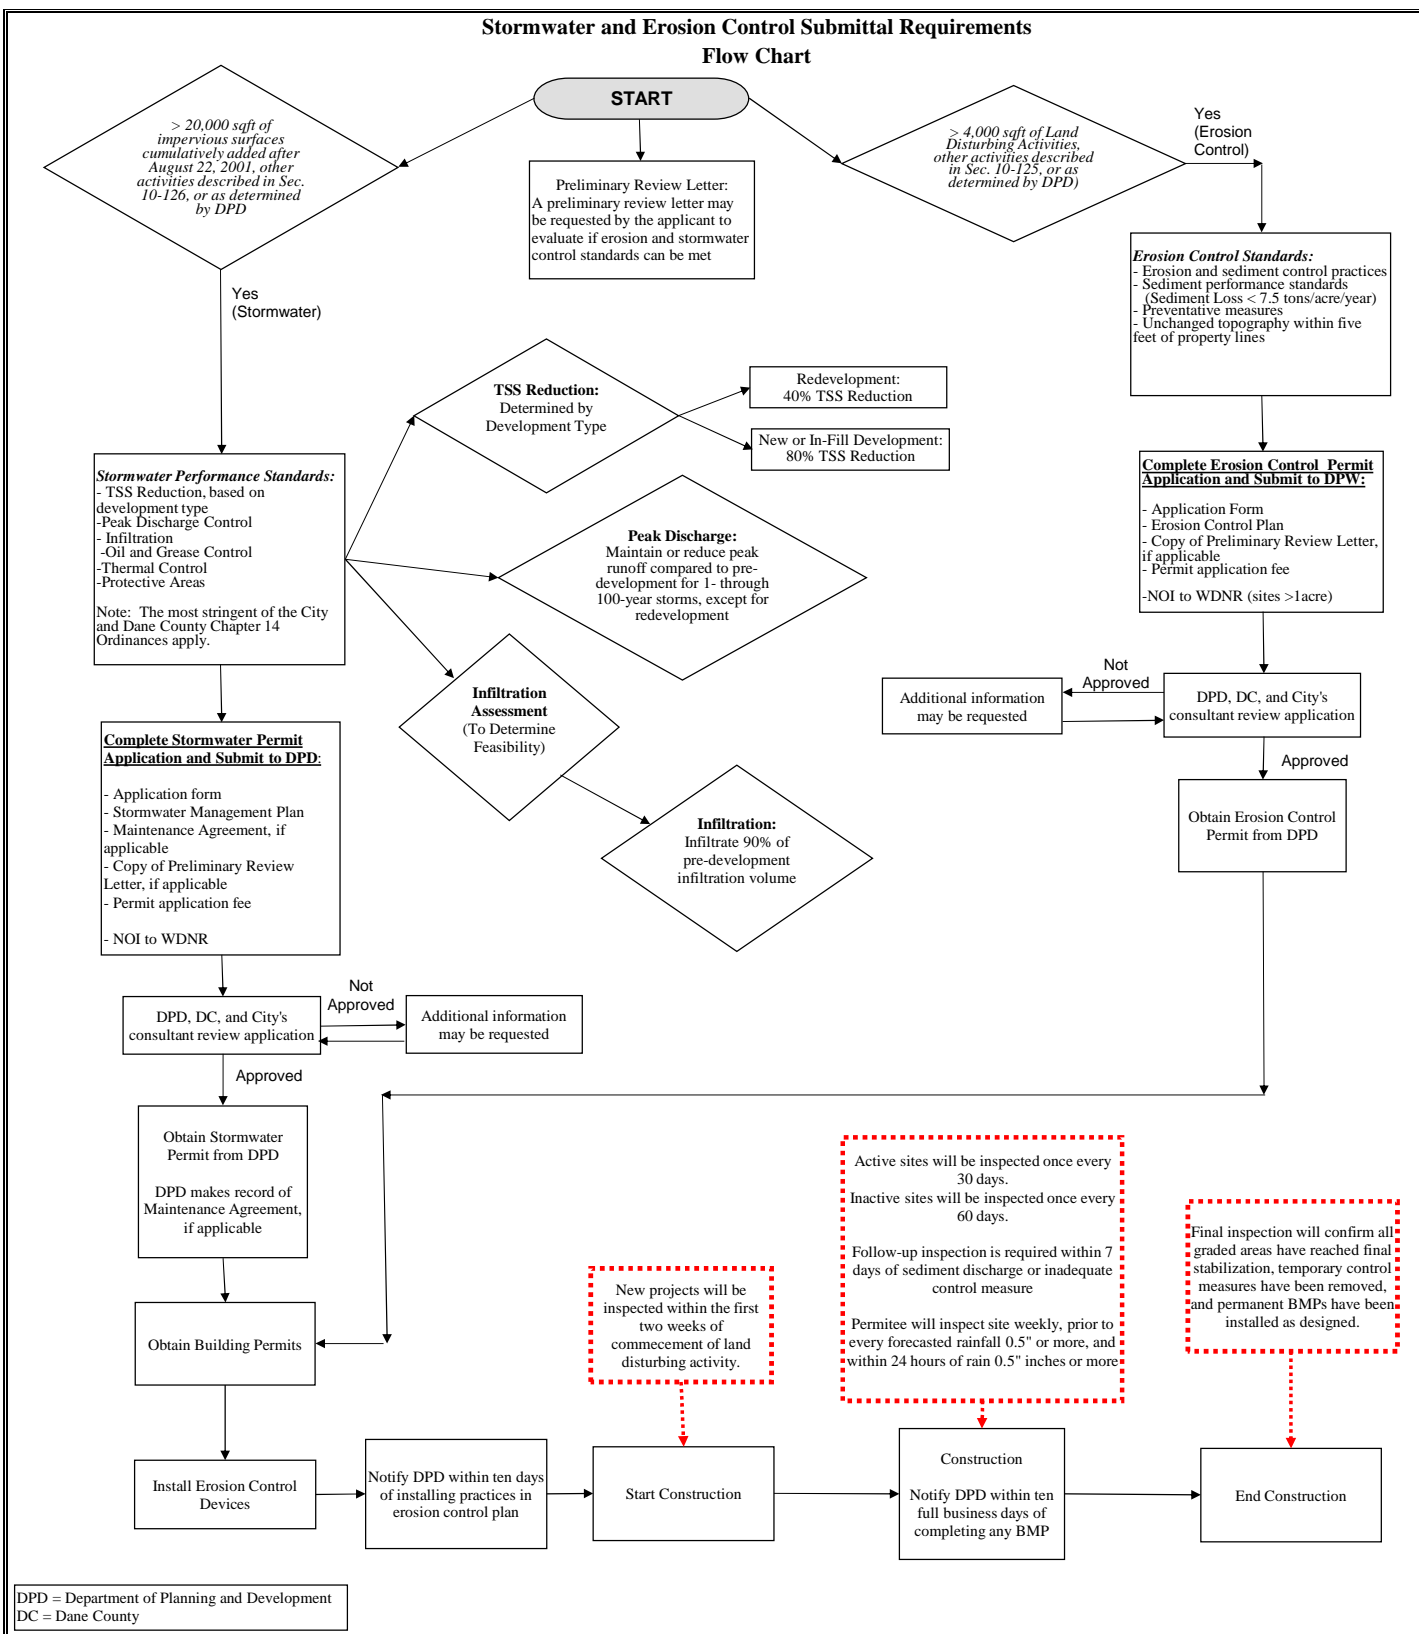 Stormwater and Erosion Control Submittal Requirements
Flow Chart
START
> 20,000 sqft of
impervious surfaces
cumulatively added after
August 22, 2001, other
activities described in Sec.
10-126, or as determined
by DPD
Preliminary Review Letter:
A preliminary review letter may
be requested by the applicant to
evaluate if erosion and stormwater
control standards can be met
> 4,000 sqft of Land
Disturbing Activities,
other activities described
in Sec. 10-125, or as
determined by DPD)
Yes
(Erosion
Control)
Yes
(Stormwater)
Erosion Control Standards:
- Erosion and sediment control practices
- Sediment performance standards
(Sediment Loss < 7.5 tons/acre/year)
- Preventative measures
- Unchanged topography within five
feet of property lines
TSS Reduction:
Determined by
Development Type
Redevelopment:
40% TSS Reduction
New or In-Fill Development:
80% TSS Reduction
Stormwater Performance Standards:
- TSS Reduction, based on
development type
-Peak Discharge Control
- Infiltration
-Oil and Grease Control
-Thermal Control
-Protective Areas
Note: The most stringent of the City
and Dane County Chapter 14
Ordinances apply.
Peak Discharge:
Maintain or reduce peak
runoff compared to pre-
development for 1- through
100-year storms, except for
redevelopment
Complete Erosion Control Permit
Application and Submit to DPW:
- Application Form
- Erosion Control Plan
- Copy of Preliminary Review Letter,
if applicable
- Permit application fee
-NOI to WDNR (sites >1acre)
Infiltration
Assessment
(To Determine
Feasibility)
Infiltration:
Infiltrate 90% of
pre-development
infiltration volume
Not
Approved
Additional information
may be requested
DPD, DC, and City's
consultant review application
Approved
Obtain Erosion Control
Permit from DPD
Complete Stormwater Permit
Application and Submit to DPD:
- Application form
- Stormwater Management Plan
- Maintenance Agreement, if
applicable
- Copy of Preliminary Review
Letter, if applicable
- Permit application fee
- NOI to WDNR
Not
Approved
DPD, DC, and City's
consultant review application
Additional information
may be requested
Approved
Obtain Stormwater
Permit from DPD
DPD makes record of
Maintenance Agreement,
if applicable
Obtain Building Permits
New projects will be
inspected within the first
two weeks of
commecement of land
disturbing activity.
Active sites will be inspected once every
30 days.
Inactive sites will be inspected once every
60 days.
Follow-up inspection is required within 7
days of sediment discharge or inadequate
control measure
Permitee will inspect site weekly, prior to
every forecasted rainfall 0.5" or more, and
within 24 hours of rain 0.5" inches or more
Final inspection will confirm all
graded areas have reached final
stabilization, temporary control
measures have been removed,
and permanent BMPs have been
installed as designed.
Install Erosion Control
Devices
Notify DPD within ten days
of installing practices in
erosion control plan
Start Construction
Construction
Notify DPD within ten
full business days of
completing any BMP
End Construction
DPD = Department of Planning and Development
DC = Dane County